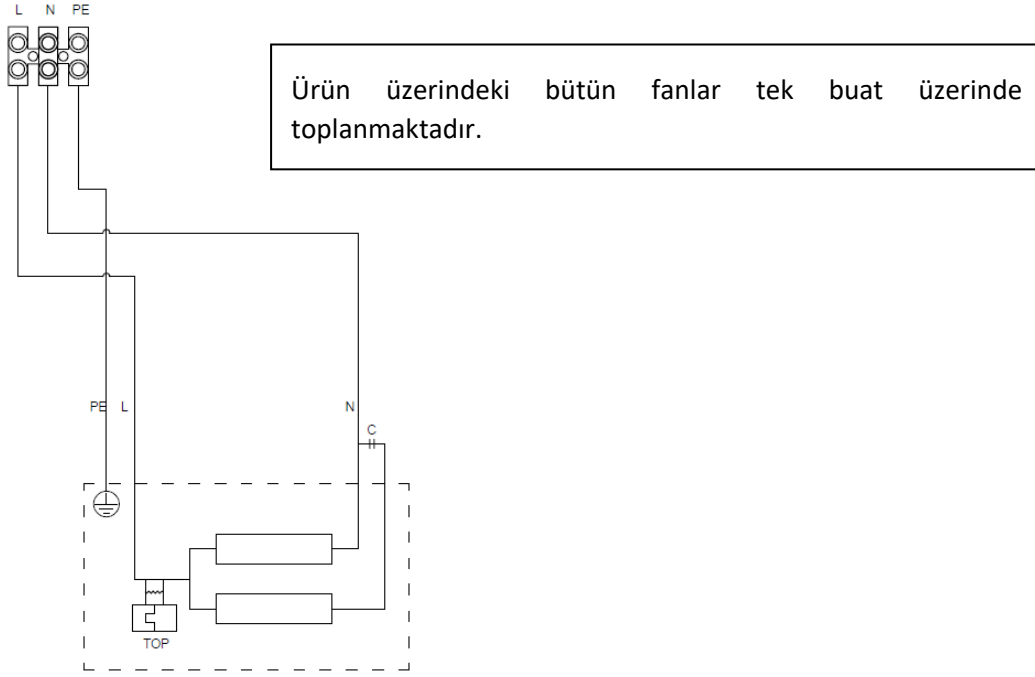 L N PE
Ürün üzerindeki bütün fanlar tek buat üzerinde
toplanmaktadır.
PE L N
C
TOP